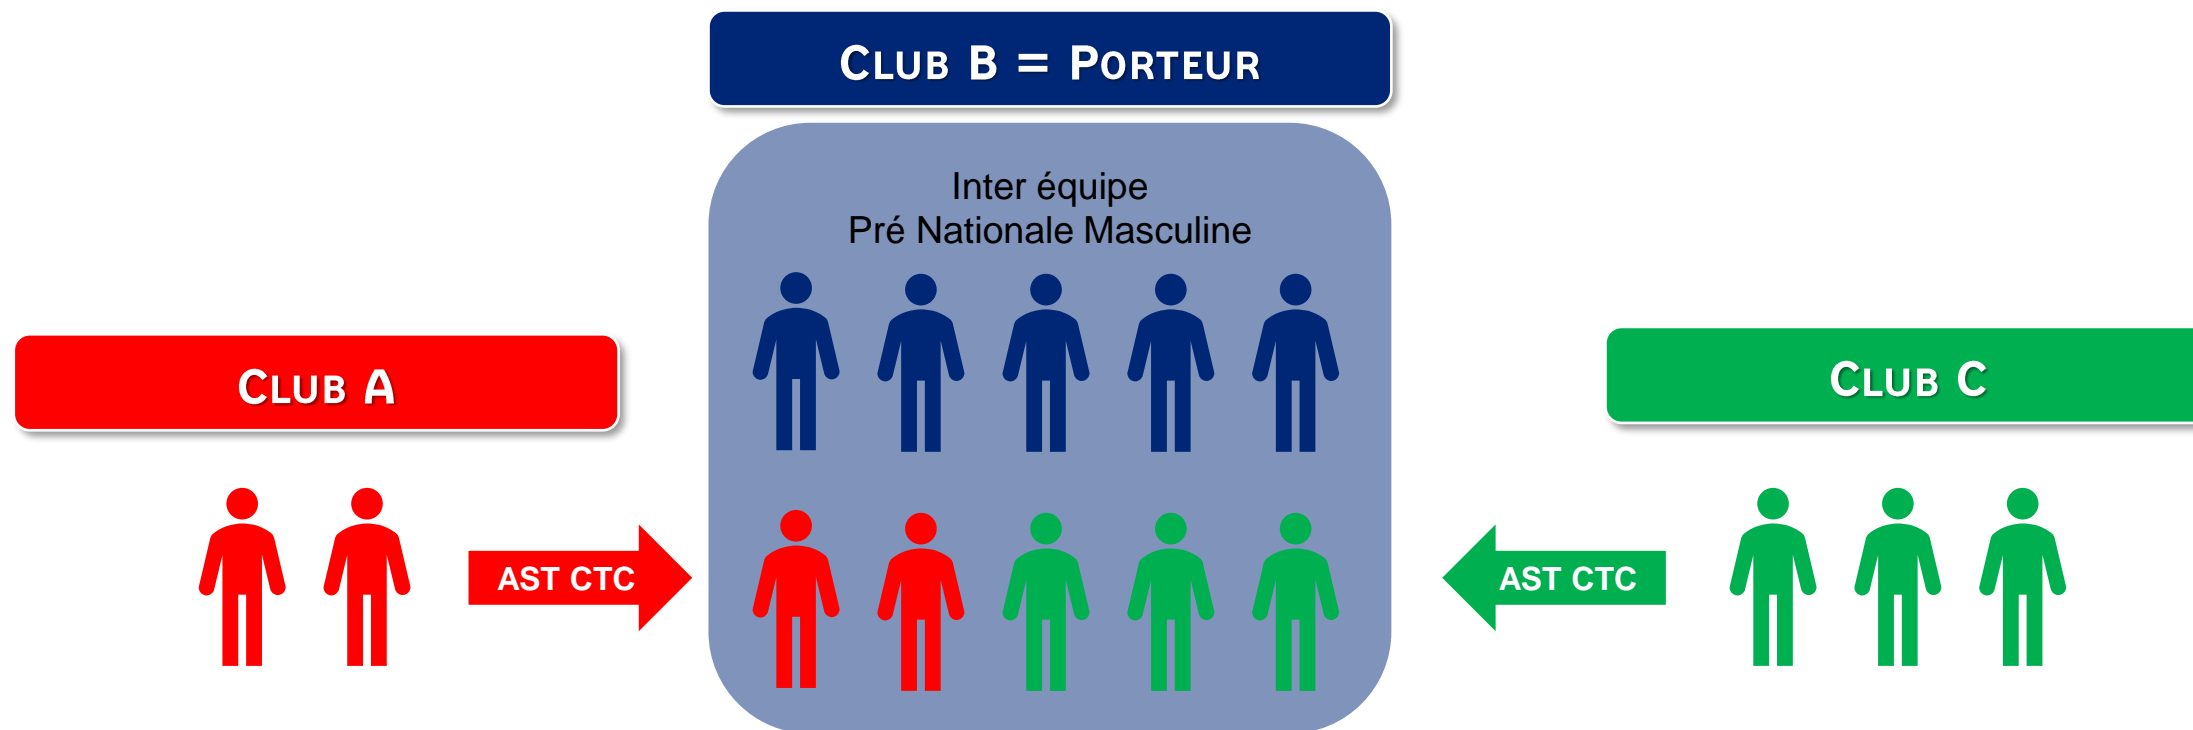 CLUB B = PORTEUR
Inter équipe
Pré Nationale Masculine
CLUB A
AST CTC
CLUB C
AST CTC